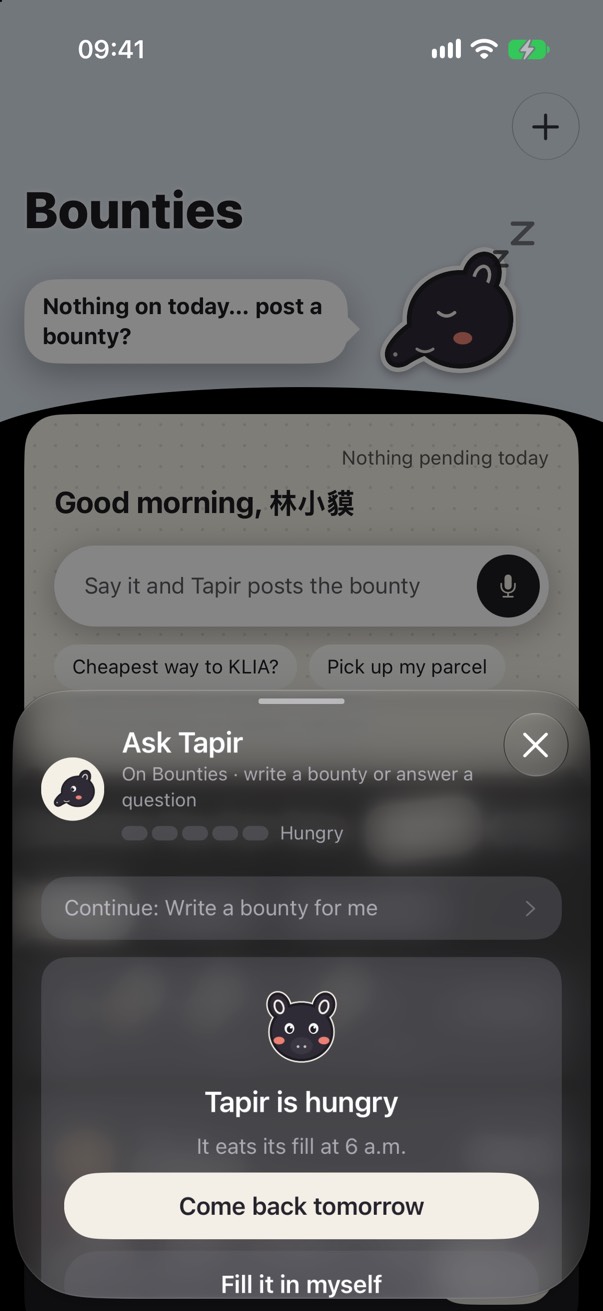 09:41
Bounties
z
z
Nothing on today... post a
bounty?
Nothing pending today
Good morning, 林小貘
Say it and Tapir posts the bounty
Cheapest way to KLIA?
Pick up my parcel
Ask Tapir
On Bounties · write a bounty or answer a
question
Hungry
Continue: Write a bounty for me
Tapir is hungry
It eats its fill at 6 a.m.
Come back tomorrow
Fill it in myself